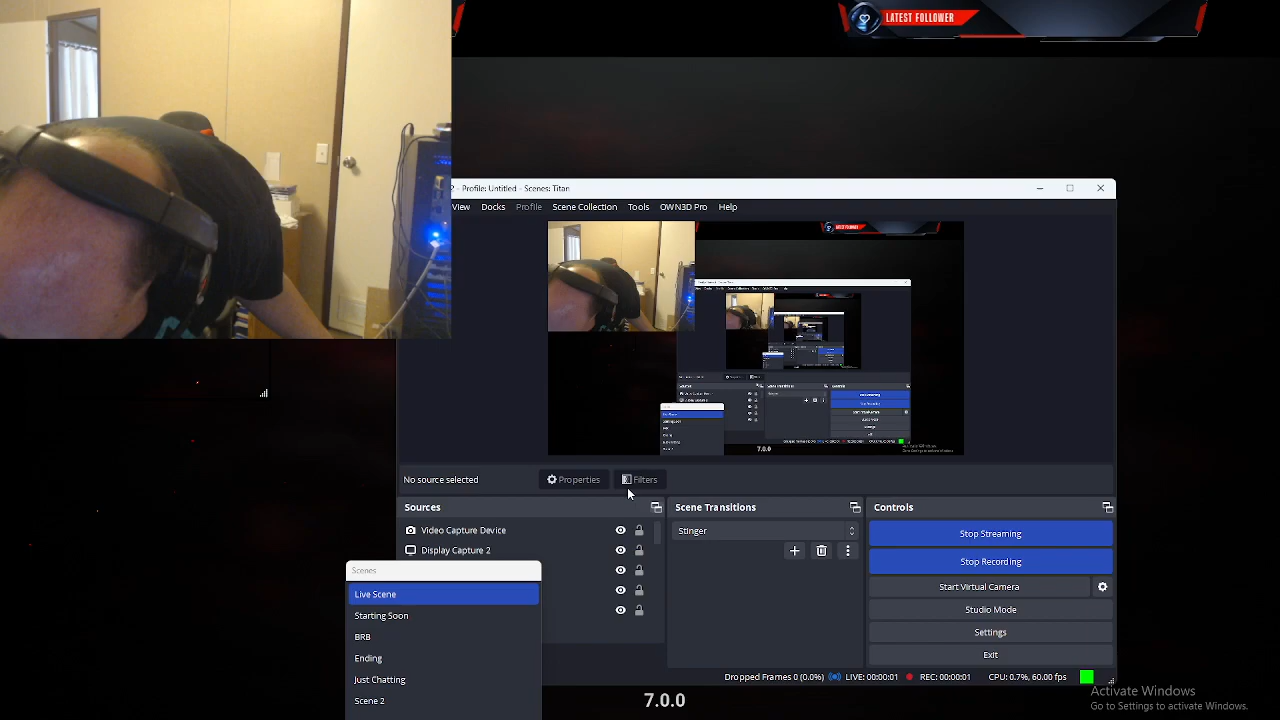 LATEST FOLLOWER
? - Profile: Untitled - Scenes: Titan
View Docks Profile Scene Collection Tools OWN3D Pro Help
No source selected
Properties
Filters
Sources
Video Capture Device
Display Capture 2
Scene Transitions
Stinger
Controls
Stop Streaming
Stop Recording
Start Virtual Camera
Studio Mode
Settings
Exit
Scenes
Live Scene
Starting Soon
BRB
Ending
Just Chatting
Scene 2
Dropped Frames 0 (0.0%) LIVE: 00:00:01 REC: 00:00:01 CPU: 0.7%, 60.00 fps
7.0.0
Activate Windows
Go to Settings to activate Windows.